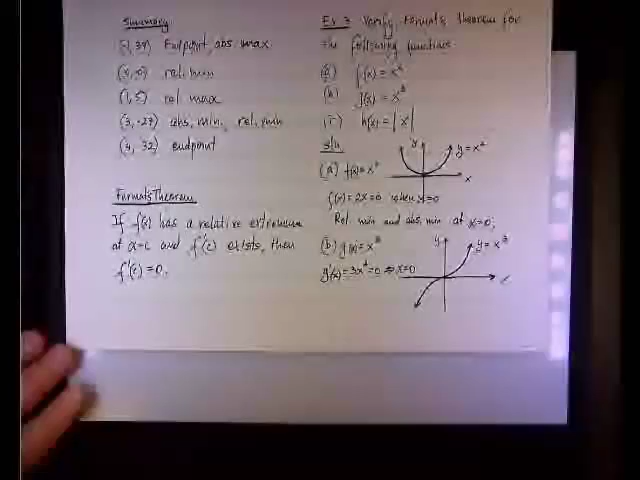 Summary
(-1, 37) Endpoint, abs. max
(0, 0) rel. min
(1, 5) rel. max
(3, -27) abs. min., rel. min
(4, 32) endpoint
Fermat's Theorem
If f(x) has a relative extremum
at x=c and f'(c) exists, then
f'(c) = 0.
Ex 3 Verify Fermat's Theorem for
the following functions
(a) f(x) = x²
(b) g(x) = x³
(c) h(x) = |x|
soln
(a) f(x) = x²
y
y = x²
x
f'(x) = 2x = 0 when x=0
Rel. min and abs. min at x=0;
(b) g(x) = x³
y
y = x³
g'(x) = 3x² = 0 ⇔ x=0
x